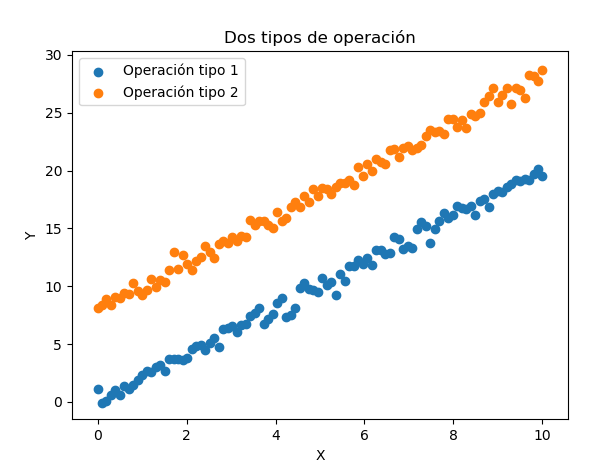 Dos tipos de operación
Operación tipo 1
Operación tipo 2
30
25
20
15
10
5
0
Y
0 2 4 6 8 10
X